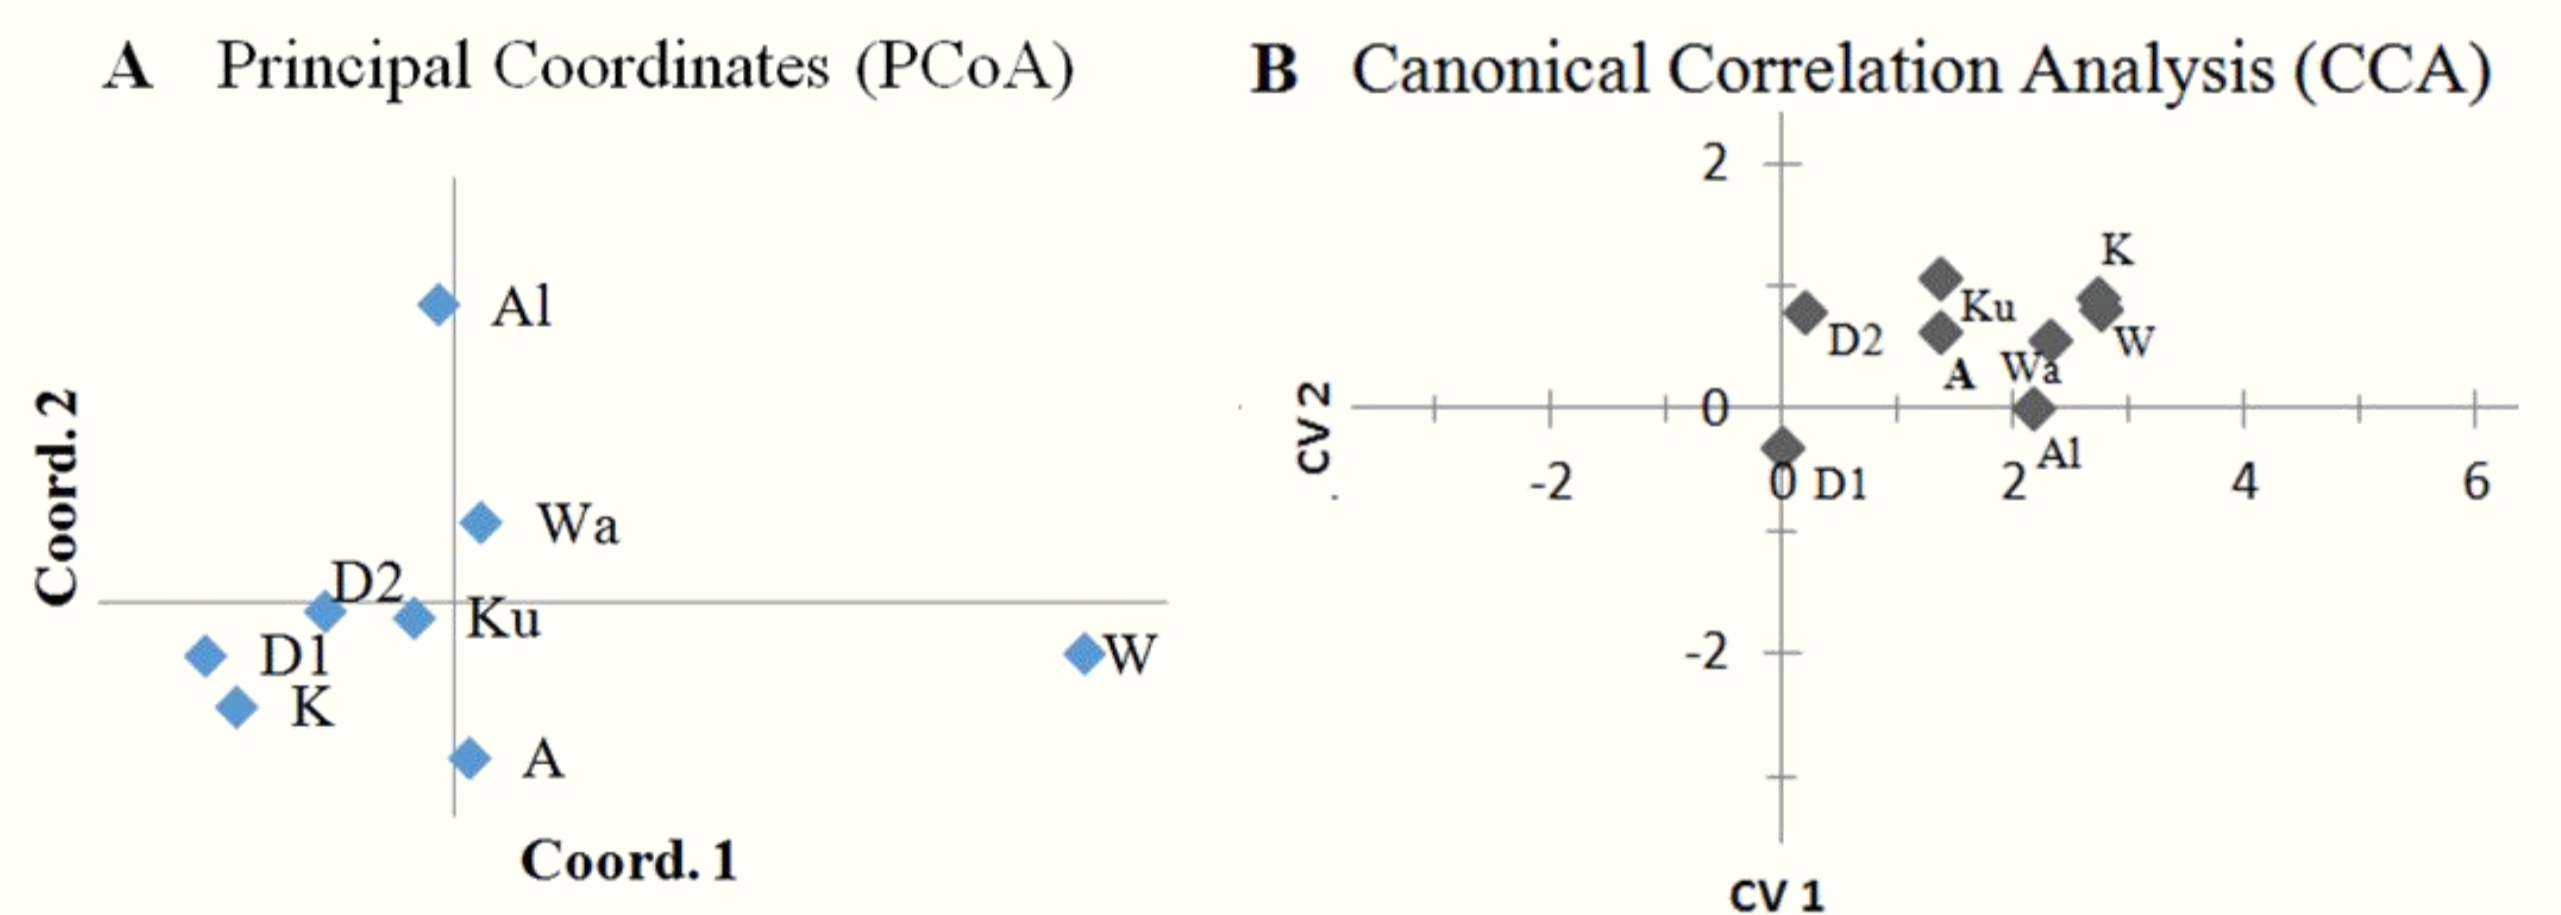 A Principal Coordinates (PCoA)
Al
Wa
D2
Ku
D1
W
K
A
Coord. 2
Coord. 1
B Canonical Correlation Analysis (CCA)
2
K
Ku
D2
W
Wa
A
0
Al
-2
0
D1
2
4
6
-2
CV 2
CV 1